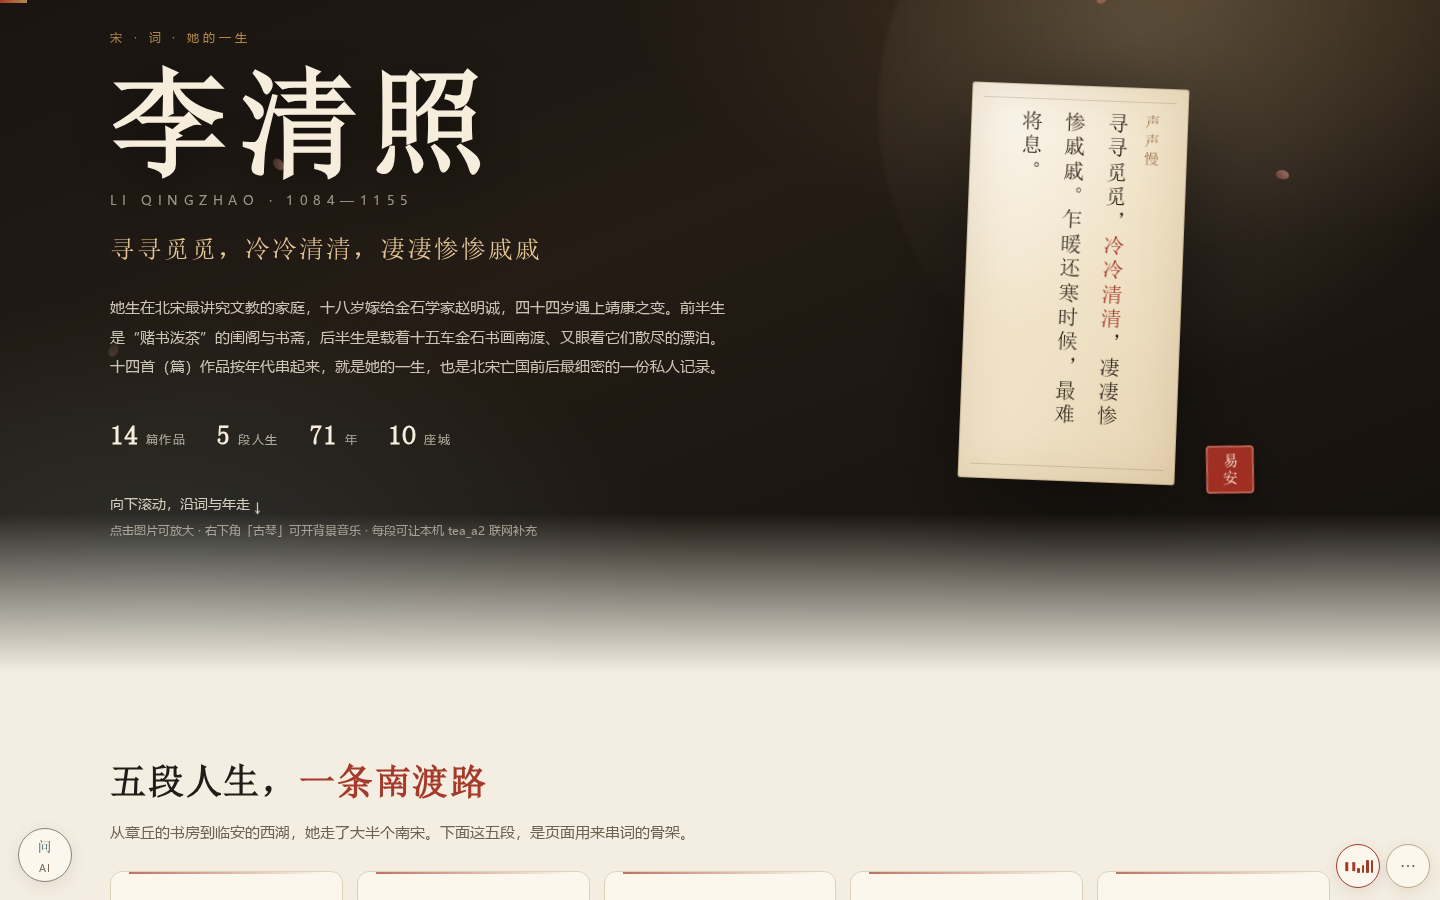 宋 · 词 · 她的一生
李清照
LI QINGZHAO · 1084—1155
寻寻觅觅，冷冷清清，凄凄惨惨戚戚
她生在北宋最讲究文教的家庭，十八岁嫁给金石学家赵明诚，四十四岁遇上靖康之变。前半生
是“赌书泼茶”的闺阁与书斋，后半生是载着十五车金石书画南渡、又眼看它们散尽的漂泊。
十四首（篇）作品按年代串起来，就是她的一生，也是北宋亡国前后最细密的一份私人记录。
14 篇作品 5 段人生 71 年 10 座城
向下滚动，沿词与年走 ↓
点击图片可放大 · 右下角「古琴」可开背景音乐 · 每段可让本机 tea_a2 联网补充
声声慢
寻寻觅觅，冷冷清清，凄凄惨
惨戚戚。乍暖还寒时候，最难
将息。
易安
五段人生，一条南渡路
从章丘的书房到临安的西湖，她走了大半个南宋。下面这五段，是页面用来串词的骨架。
问
AI
⋯